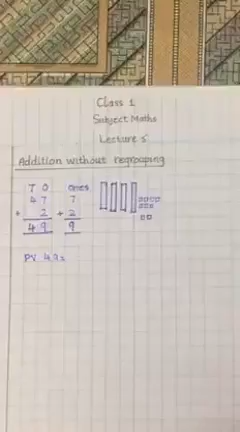 Class 1
Subject Maths
Lecture 5
Addition without regrouping
T O ones
4 7 7
+ 2 + 2
4 9 9
PV 49=